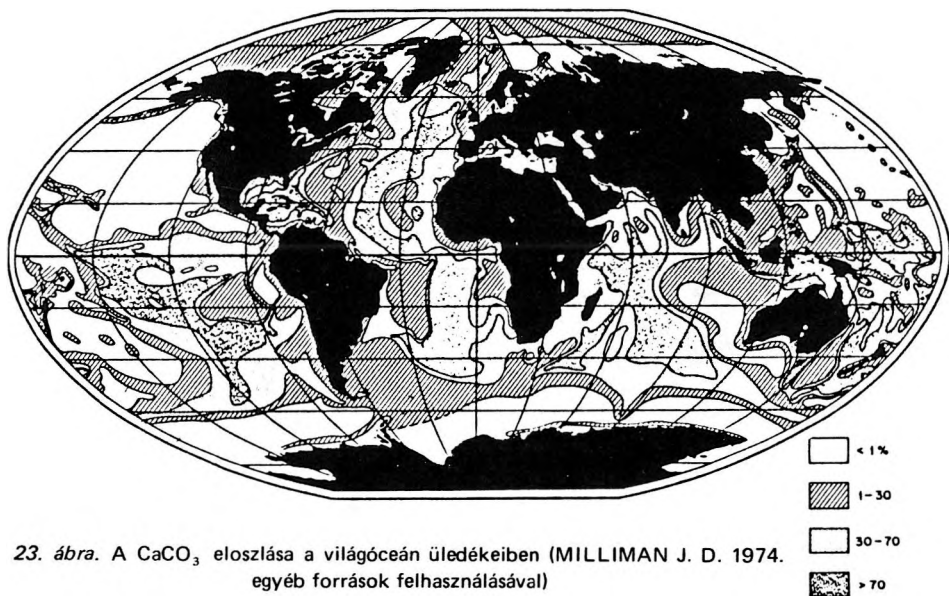 < 1%
1-30
30-70
> 70
23. ábra. A CaCO₃ eloszlása a világóceán üledékeiben (MILLIMAN J. D. 1974.
egyéb források felhasználásával)